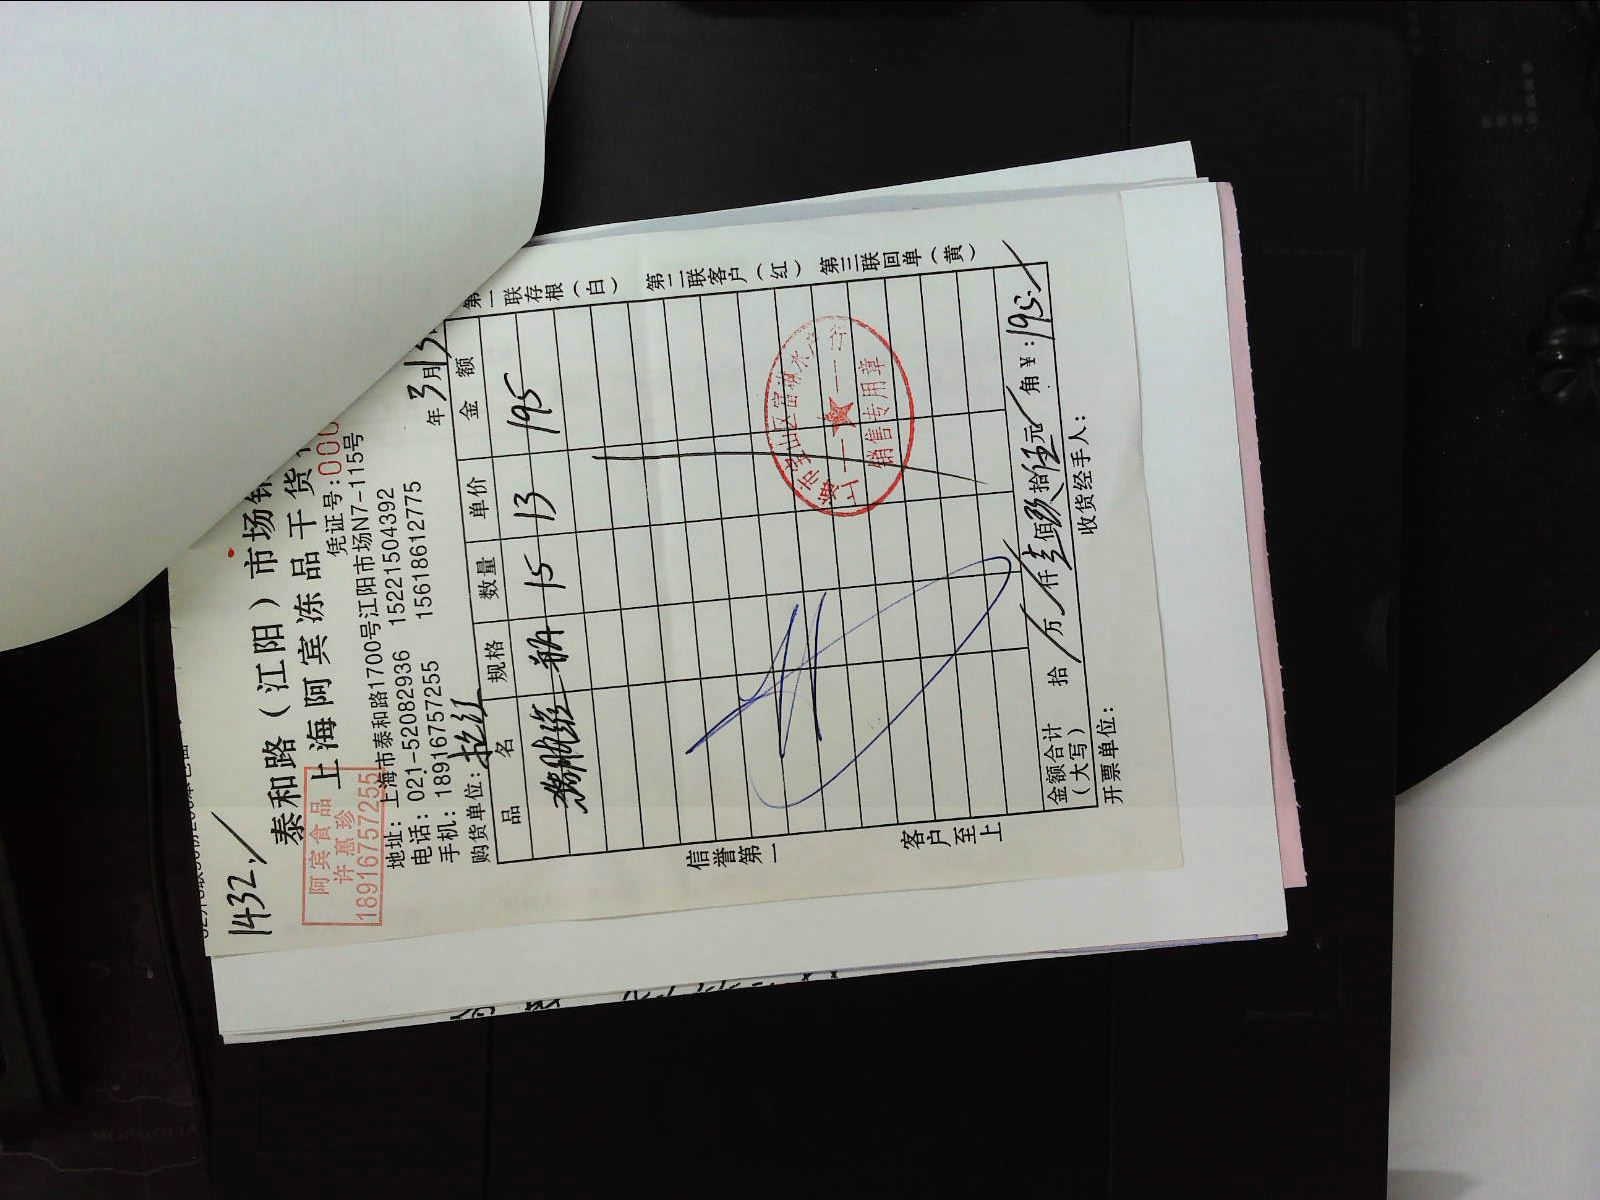 1432.
泰和路（江阳）市场
上海阿宾冻品干货
阿宾食品
许惠珍
18916757255
凭证号:000
地址: 上海市泰和路1700号江阳市场N7-115号
电话: 021-52082936 15221504392
手机: 18916757255 15618612775
购货单位:
年3月
品名 规格 数量 单价 金额
15 13 195
第一联存根（白） 第二联客户（红） 第三联回单（黄）
信誉第一 客户至上
销售专用章
金额合计（大写） 拾 万 仟 壹佰玖拾伍元 角 ¥:195.
开票单位: 收货经手人: